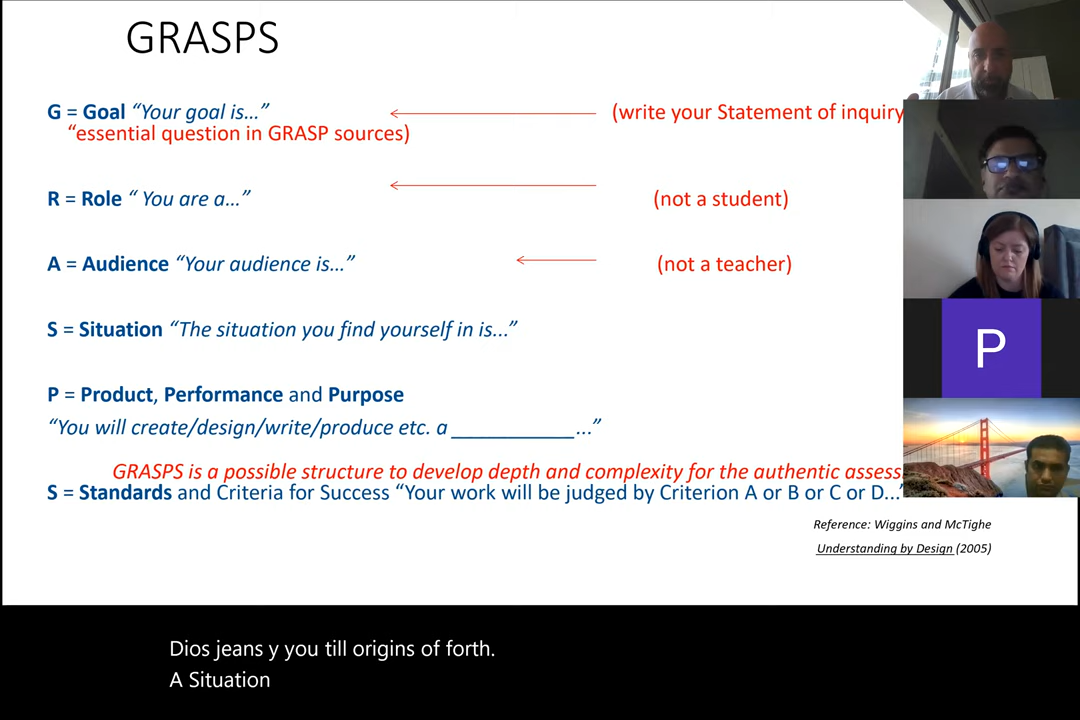 GRASPS
G = Goal “Your goal is...” (write your Statement of inquiry
“essential question in GRASP sources)
R = Role “ You are a...” (not a student)
A = Audience “Your audience is...” (not a teacher)
S = Situation “The situation you find yourself in is...”
P = Product, Performance and Purpose
“You will create/design/write/produce etc. a ____________...”
GRASPS is a possible structure to develop depth and complexity for the authentic assess
S = Standards and Criteria for Success “Your work will be judged by Criterion A or B or C or D...”
P
Reference: Wiggins and McTighe
Understanding by Design (2005)
Dios jeans y you till origins of forth.
A Situation